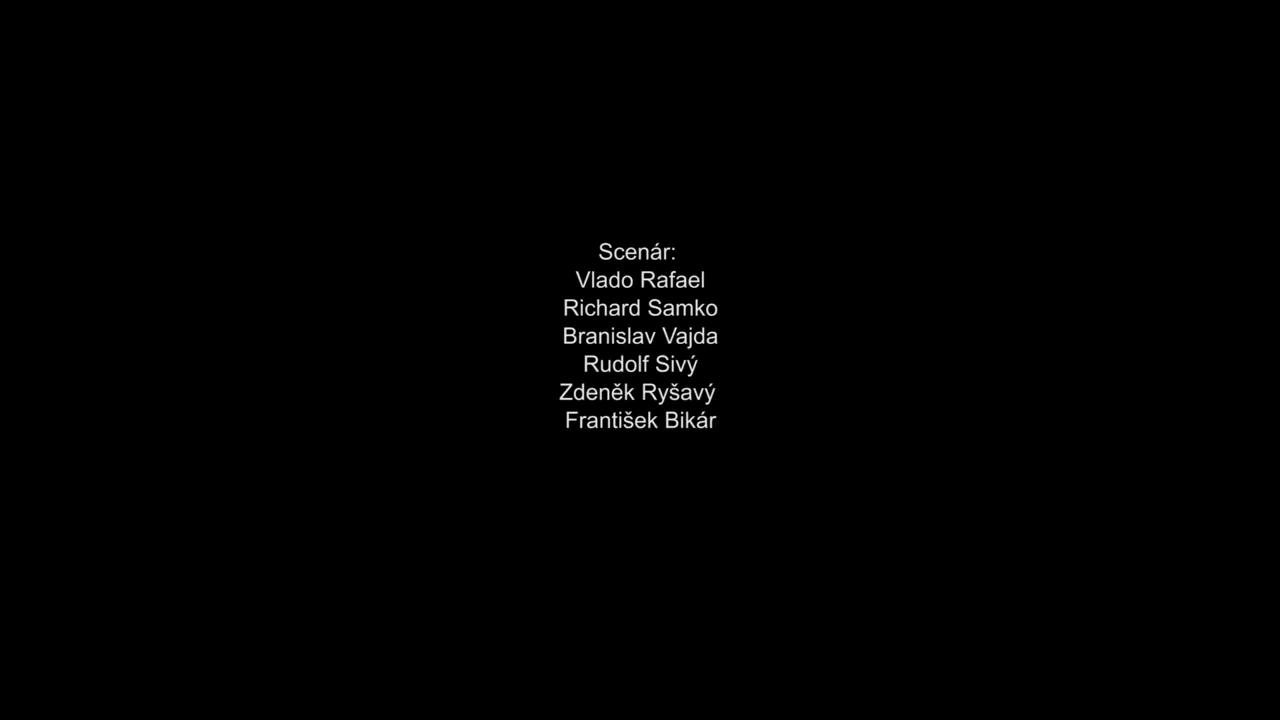 Scenár:
Vlado Rafael
Richard Samko
Branislav Vajda
Rudolf Sivý
Zdeněk Ryšavý
František Bikár